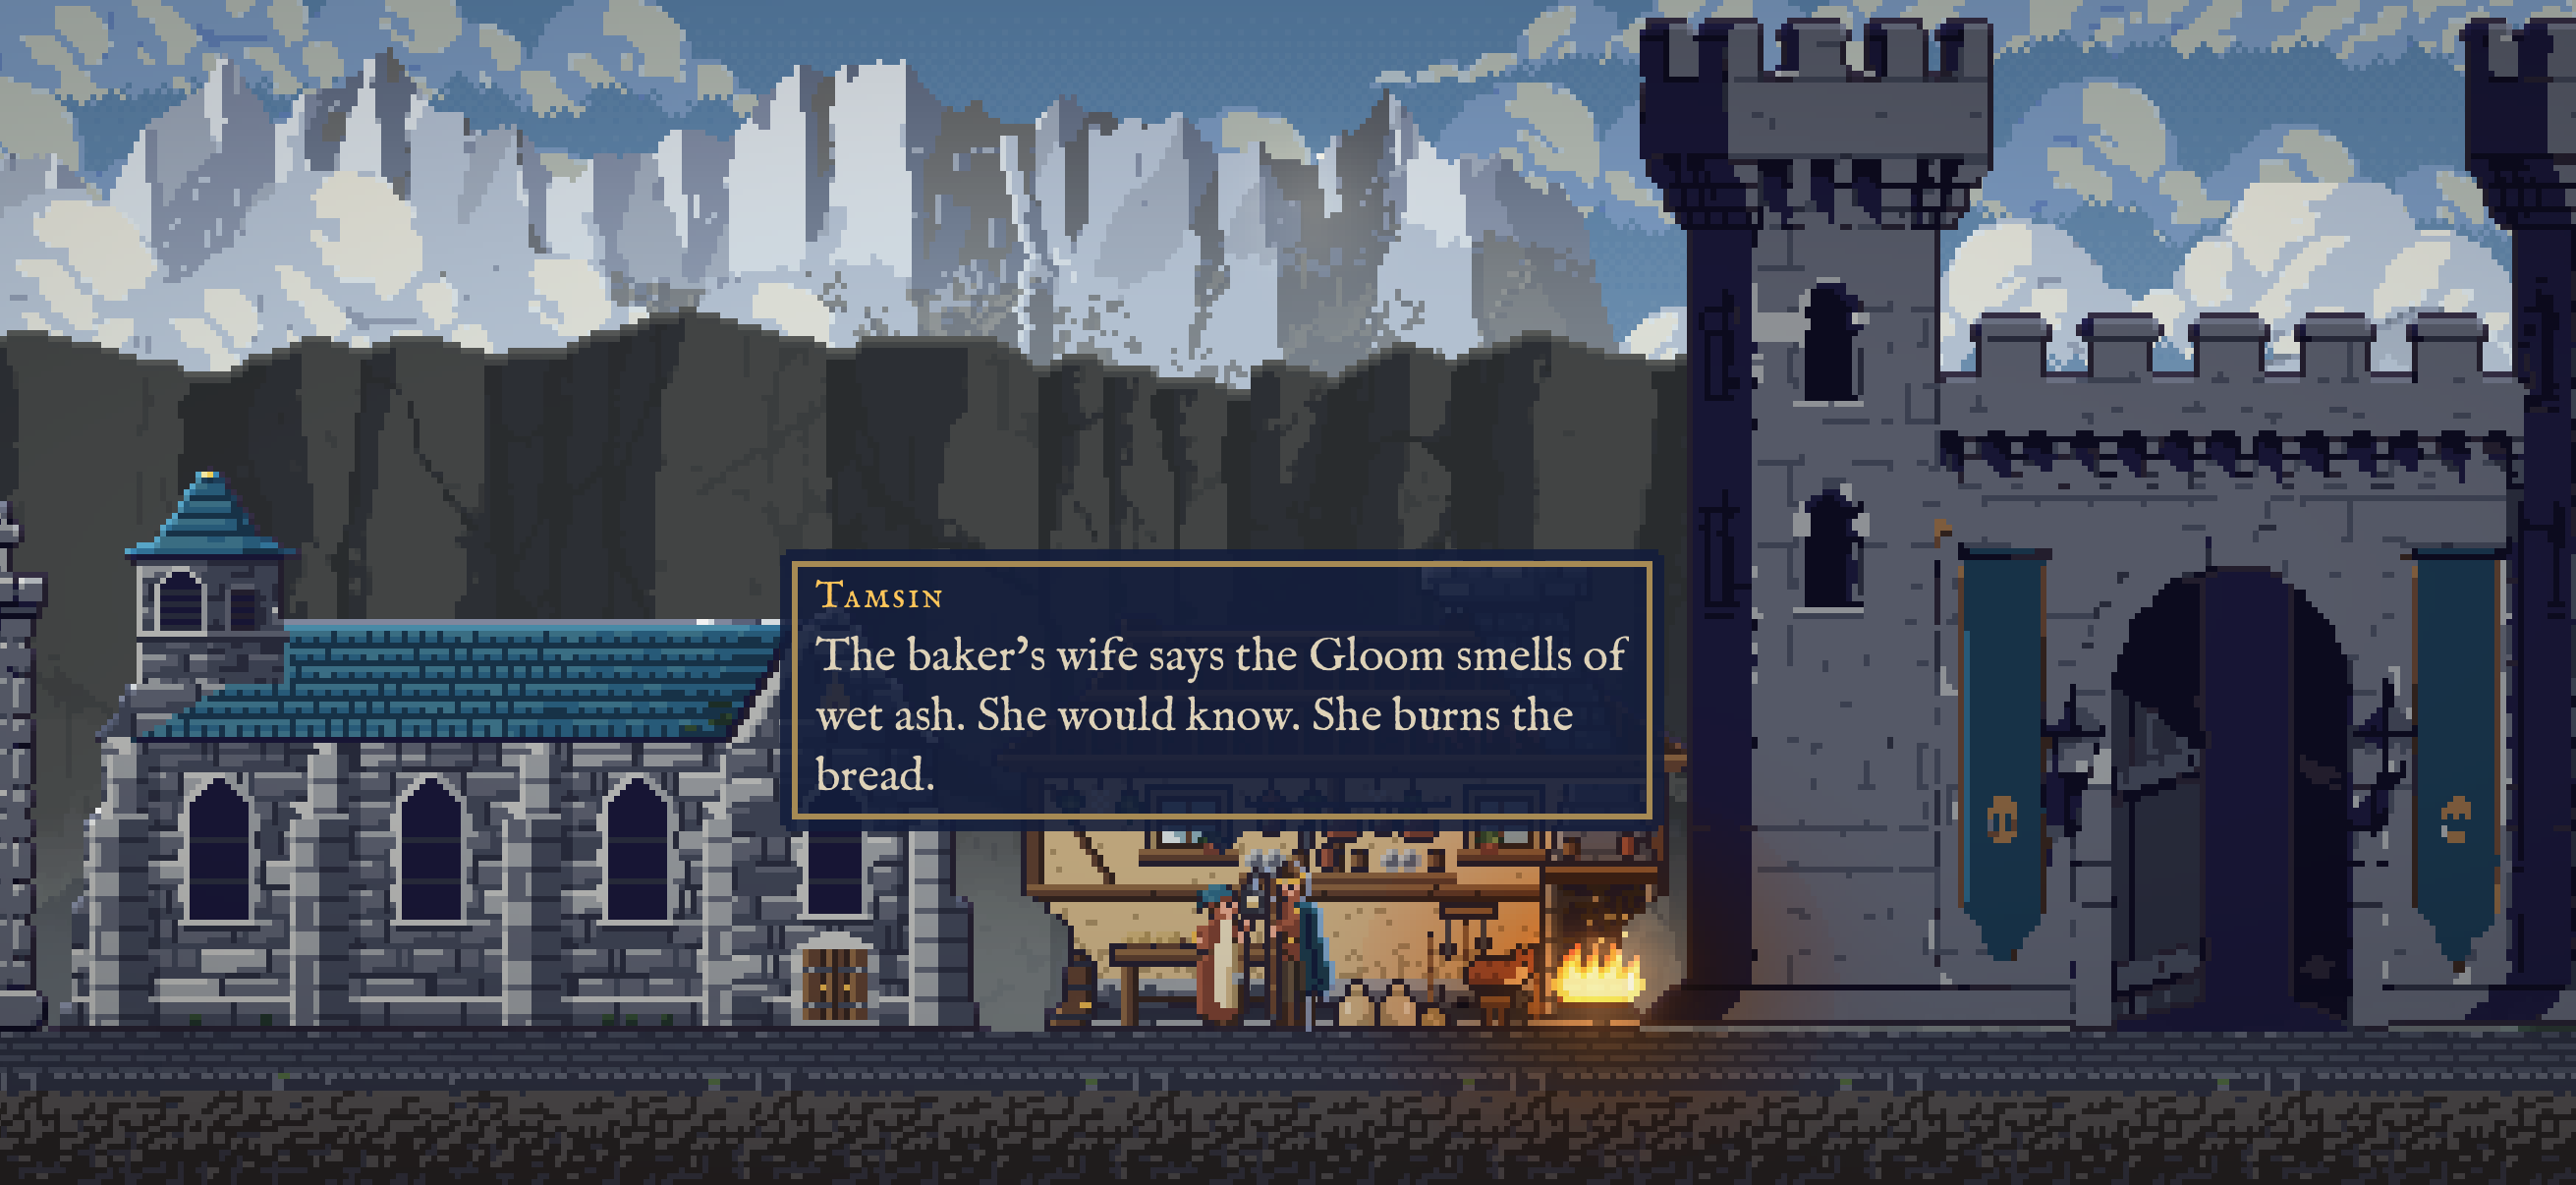 Tamsin
The baker's wife says the Gloom smells of
wet ash. She would know. She burns the
bread.